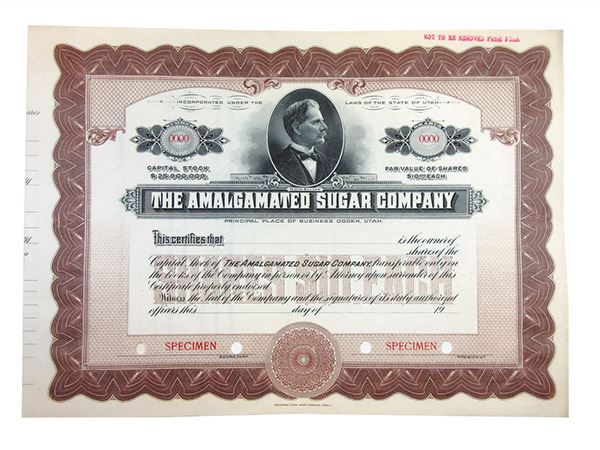 NOT TO BE REMOVED FROM FILE
INCORPORATED UNDER THE LAWS OF THE STATE OF UTAH.
0000 0000
CAPITAL STOCK PAR VALUE OF SHARES
$25,000,000. $10.00 EACH.
THE AMALGAMATED SUGAR COMPANY
PRINCIPAL PLACE OF BUSINESS OGDEN, UTAH.
This certifies that is the owner of
shares of the
Capital Stock of THE AMALGAMATED SUGAR COMPANY, transferable only on
the books of the Company in person or by Attorney upon surrender of this
Certificate properly endorsed.
Witness the Seal of the Company and the signatures of its duly authorized
officers this day of 19
SPECIMEN SPECIMEN
SECRETARY PRESIDENT